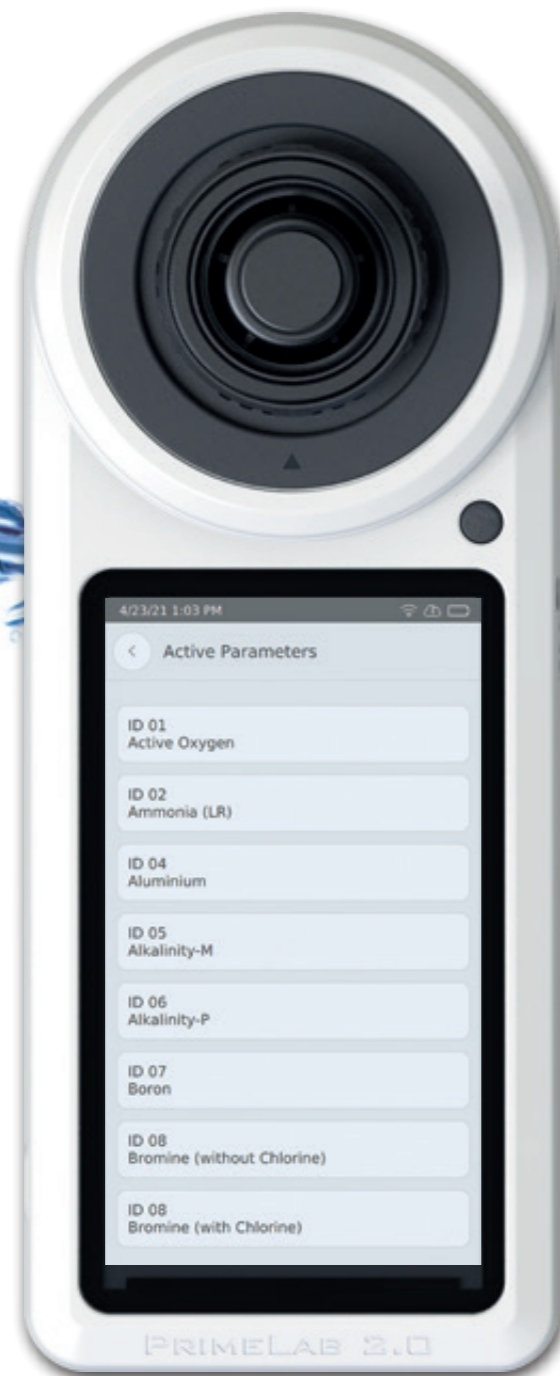 4/23/21 1:03 PM
Active Parameters
ID 01
Active Oxygen
ID 02
Ammonia (LR)
ID 04
Aluminium
ID 05
Alkalinity-M
ID 06
Alkalinity-P
ID 07
Boron
ID 08
Bromine (without Chlorine)
ID 08
Bromine (with Chlorine)
PRIMELAB 2.0